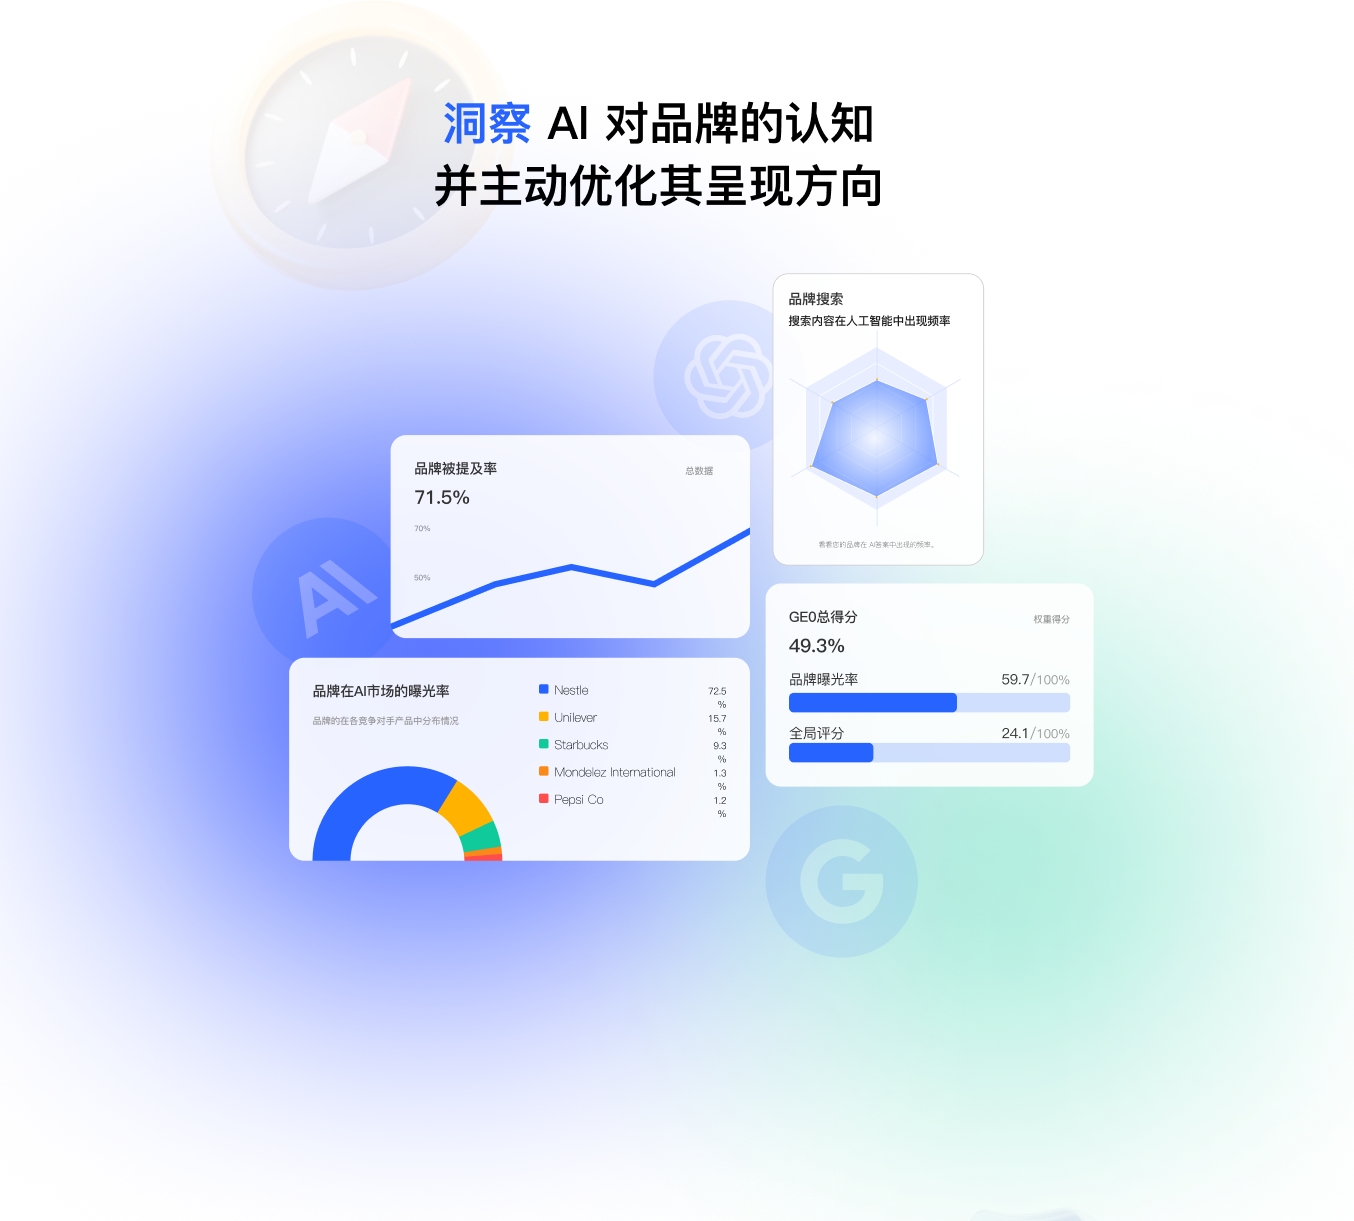 洞察 AI 对品牌的认知
并主动优化其呈现方向
品牌搜索
搜索内容在人工智能中出现频率
看看您的品牌在 AI答案中出现的频率。
品牌被提及率
总数据
71.5%
70%
50%
AI
GEO总得分
权重得分
49.3%
品牌曝光率
59.7/100%
全局评分
24.1/100%
品牌在AI市场的曝光率
品牌的在各竞争对手产品中分布情况
Nestle
72.5
%
Unilever
15.7
%
Starbucks
9.3
%
Mondelez International
1.3
%
Pepsi Co
1.2
%
G